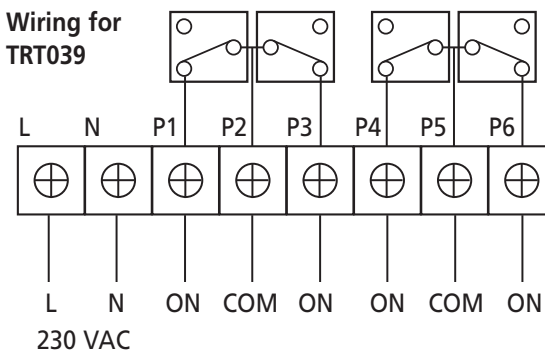 Wiring for
TRT039
L N P1 P2 P3 P4 P5 P6
L N ON COM ON ON COM ON
230 VAC